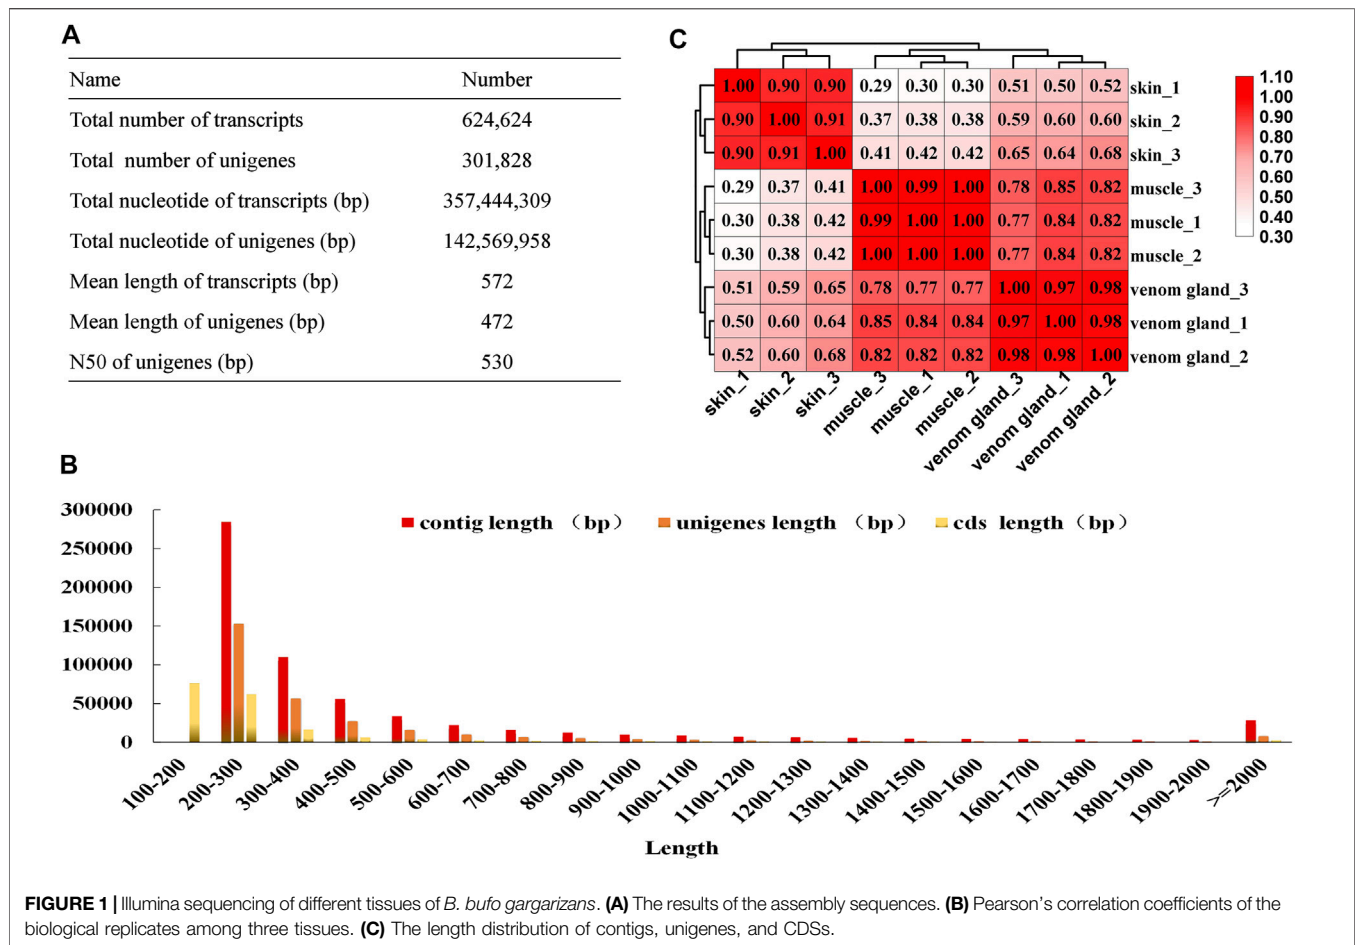 A
Name Number
Total number of transcripts 624,624
Total number of unigenes 301,828
Total nucleotide of transcripts (bp) 357,444,309
Total nucleotide of unigenes (bp) 142,569,958
Mean length of transcripts (bp) 572
Mean length of unigenes (bp) 472
N50 of unigenes (bp) 530
C
1.00 0.90 0.90 0.29 0.30 0.30 0.51 0.50 0.52 skin_1
0.90 1.00 0.91 0.37 0.38 0.38 0.59 0.60 0.60 skin_2
0.90 0.91 1.00 0.41 0.42 0.42 0.65 0.64 0.68 skin_3
0.29 0.37 0.41 1.00 0.99 1.00 0.78 0.85 0.82 muscle_3
0.30 0.38 0.42 0.99 1.00 1.00 0.77 0.84 0.82 muscle_1
0.30 0.38 0.42 1.00 1.00 1.00 0.77 0.84 0.82 muscle_2
0.51 0.59 0.65 0.78 0.77 0.77 1.00 0.97 0.98 venom gland_3
0.50 0.60 0.64 0.85 0.84 0.84 0.97 1.00 0.98 venom gland_1
0.52 0.60 0.68 0.82 0.82 0.82 0.98 0.98 1.00 venom gland_2
skin_1 skin_2 skin_3 muscle_3 muscle_1 muscle_2 venom gland_3 venom gland_1 venom gland_2
1.10
1.00
0.90
0.80
0.70
0.60
0.50
0.40
0.30
B
contig length （bp） unigenes length （bp） cds length （bp）
300000
250000
200000
150000
100000
50000
0
100-200 200-300 300-400 400-500 500-600 600-700 700-800 800-900 900-1000 1000-1100 1100-1200 1200-1300 1300-1400 1400-1500 1500-1600 1600-1700 1700-1800 1800-1900 1900-2000 >=2000
Length
FIGURE 1 | Illumina sequencing of different tissues of B. bufo gargarizans. (A) The results of the assembly sequences. (B) Pearson's correlation coefficients of the
biological replicates among three tissues. (C) The length distribution of contigs, unigenes, and CDSs.